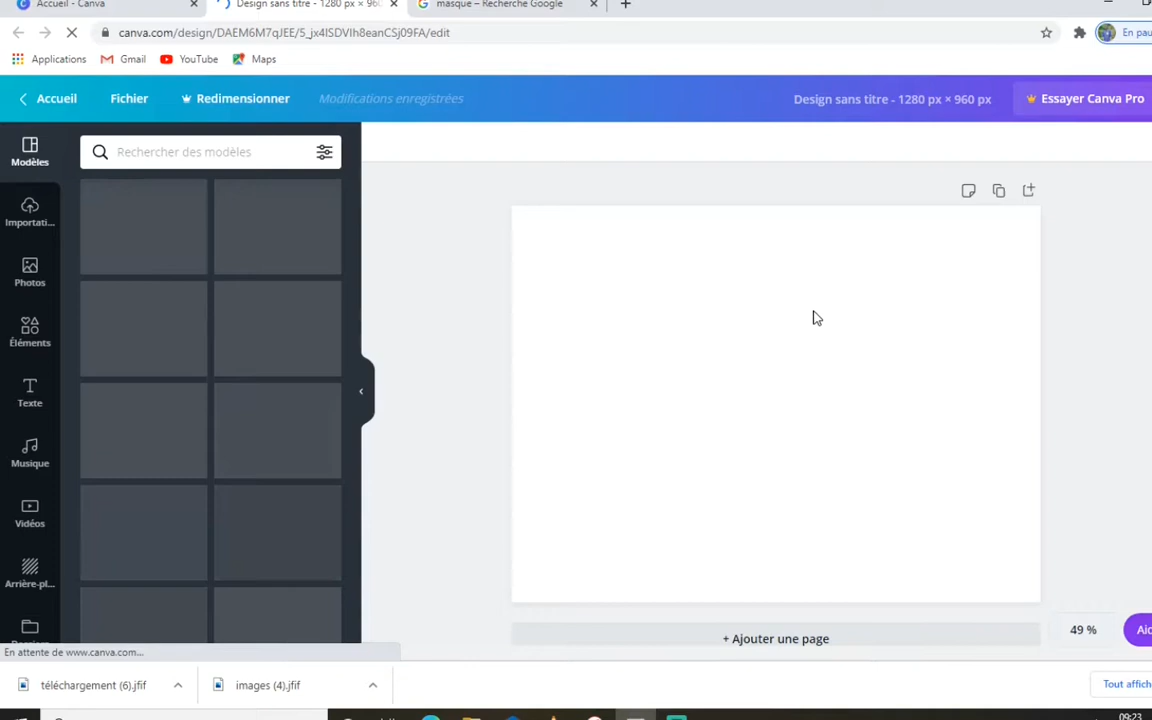 Accueil - Canva
Design sans titre - 1280 px × 960
masque – Recherche Google
canva.com/design/DAEM6M7qJEE/5_jx4lSDVIh8eanCSj09FA/edit
En pau
Applications
Gmail
YouTube
Maps
Accueil
Fichier
Redimensionner
Modifications enregistrées
Design sans titre - 1280 px × 960 px
Essayer Canva Pro
Modèles
Rechercher des modèles
Importati...
Photos
Éléments
Texte
Musique
Vidéos
Arrière-pl...
+ Ajouter une page
49 %
Aid
En attente de www.canva.com...
téléchargement (6).jfif
images (4).jfif
Tout affich
09:23